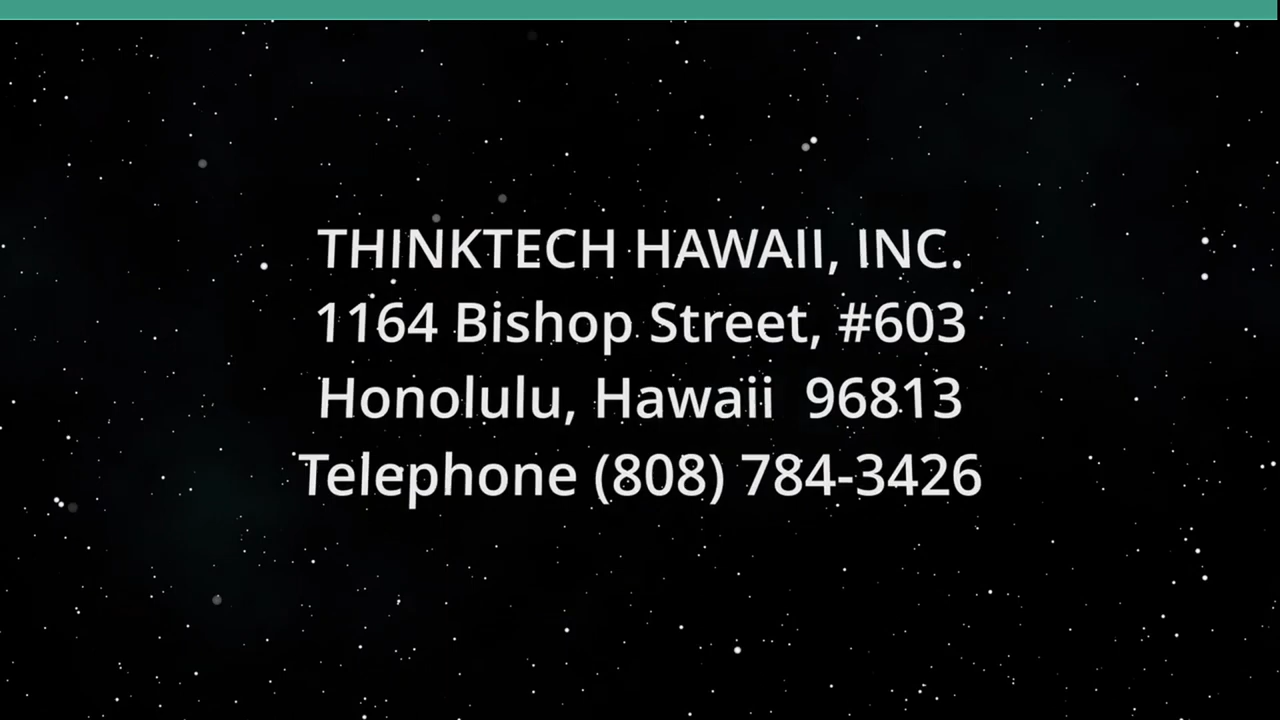 THINKTECH HAWAII, INC.
1164 Bishop Street, #603
Honolulu, Hawaii  96813
Telephone (808) 784-3426